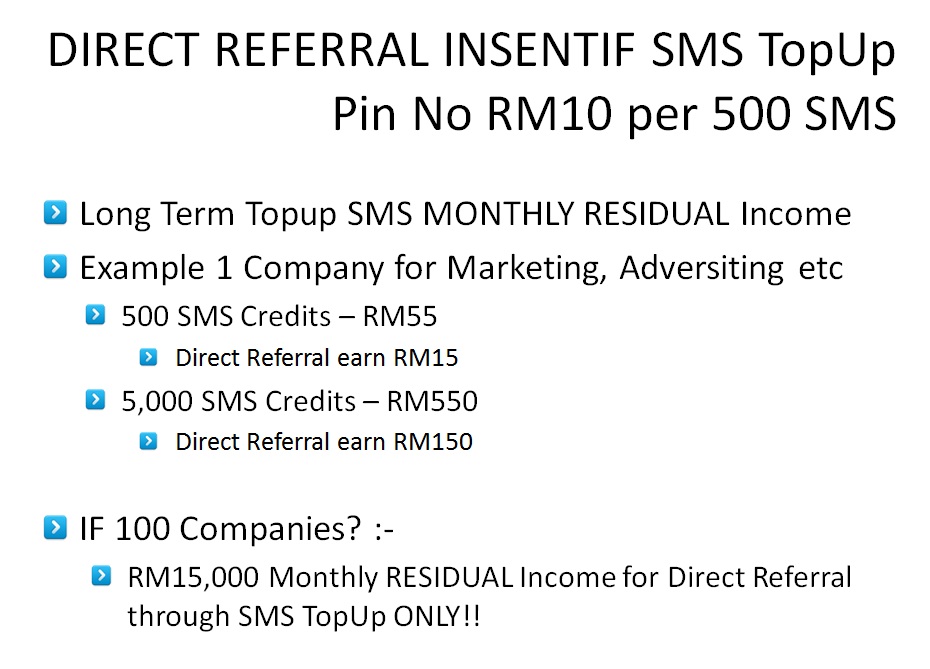 DIRECT REFERRAL INSENTIF SMS TopUp
Pin No RM10 per 500 SMS
Long Term Topup SMS MONTHLY RESIDUAL Income
Example 1 Company for Marketing, Adversiting etc
500 SMS Credits – RM55
Direct Referral earn RM15
5,000 SMS Credits – RM550
Direct Referral earn RM150
IF 100 Companies? :-
RM15,000 Monthly RESIDUAL Income for Direct Referral
through SMS TopUp ONLY!!